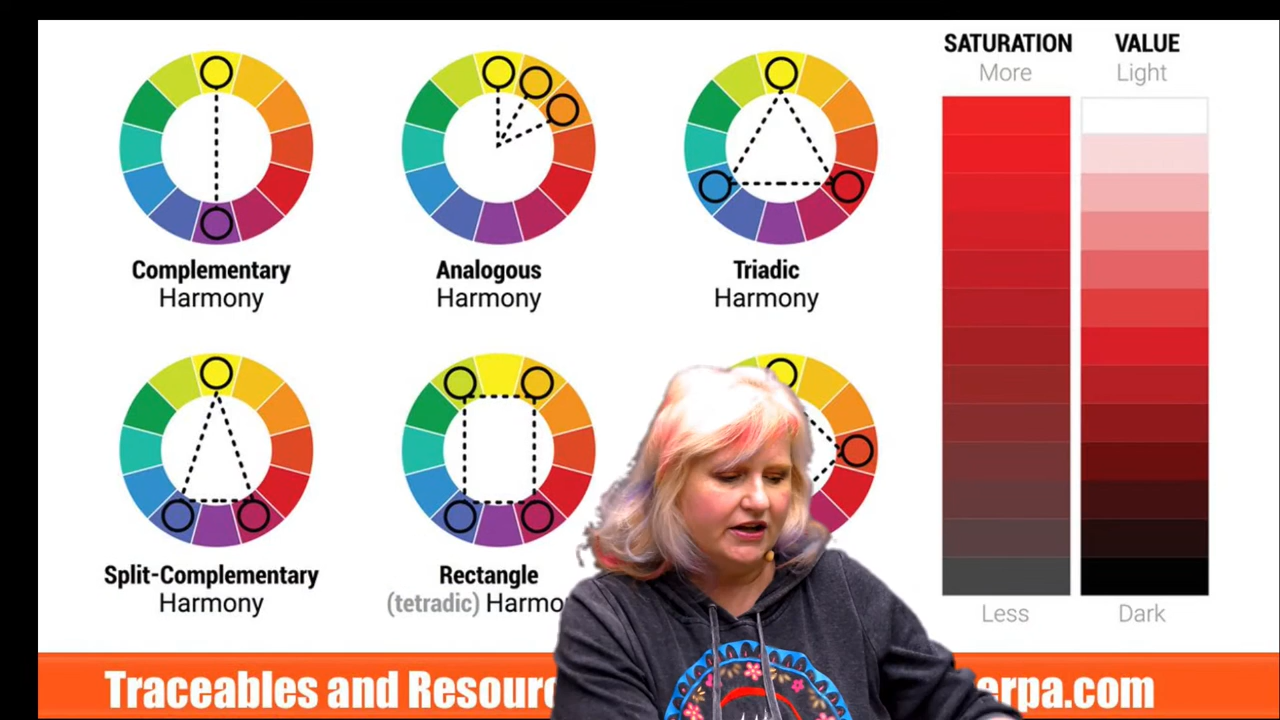 SATURATION
VALUE
More
Light
Complementary
Harmony
Analogous
Harmony
Triadic
Harmony
Split-Complementary
Harmony
Rectangle
(tetradic) Harmo
Less
Dark
Traceables and Resourc
erpa.com